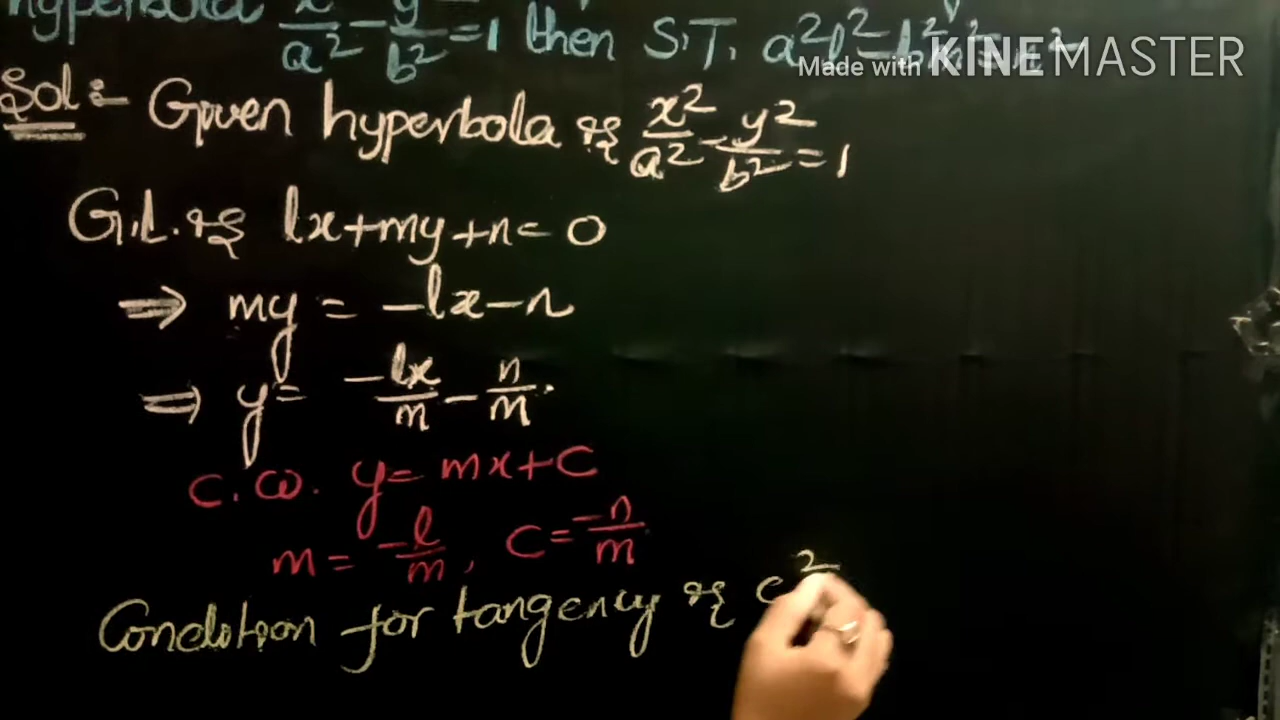 hyperbola x²/a² - y²/b² = 1 then S.T. a²l² - b²m² = n²
Made with KINEMASTER
Sol :- Given hyperbola is x²/a² - y²/b² = 1
G.L. is lx+my+n=0
⇒ my = -lx-n
⇒ y = -lx/m - n/m.
C.W. y = mx+c
m = -l/m, c = -n/m
Condition for tangency is c²